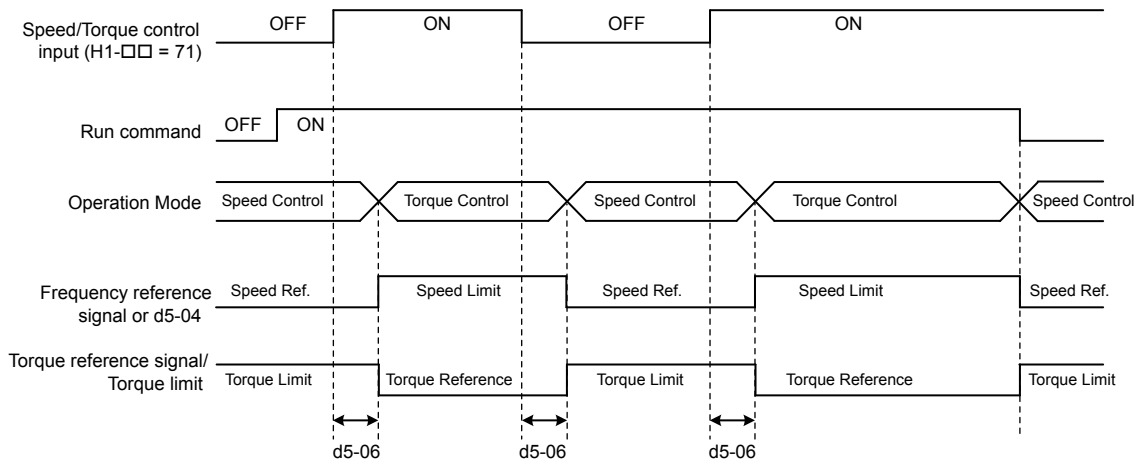 Speed/Torque control
input (H1-□□ = 71)
OFF ON OFF ON
Run command
OFF ON
Operation Mode
Speed Control Torque Control Speed Control Torque Control Speed Control
Frequency reference
signal or d5-04
Speed Ref. Speed Limit Speed Ref. Speed Limit Speed Ref.
Torque reference signal/
Torque limit
Torque Limit Torque Reference Torque Limit Torque Reference Torque Limit
d5-06 d5-06 d5-06